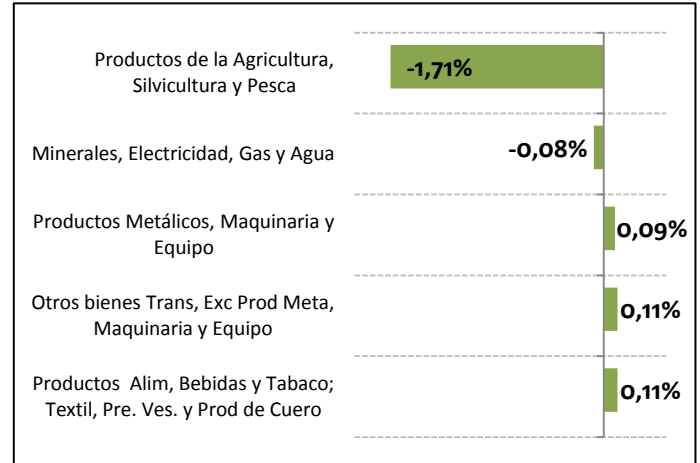 Productos de la Agricultura,
Silvicultura y Pesca
-1,71%
Minerales, Electricidad, Gas y Agua
-0,08%
Productos Metálicos, Maquinaria y
Equipo
0,09%
Otros bienes Trans, Exc Prod Meta,
Maquinaria y Equipo
0,11%
Productos Alim, Bebidas y Tabaco;
Textil, Pre. Ves. y Prod de Cuero
0,11%